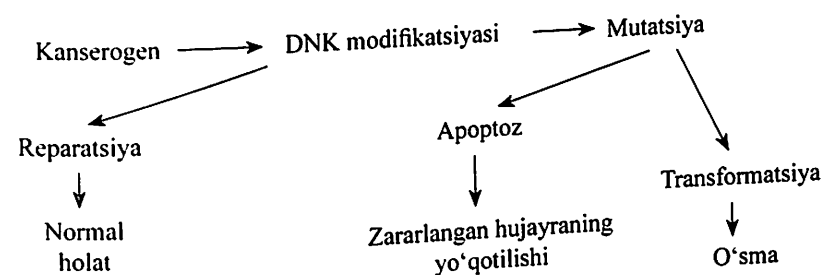 Kanserogen
DNK modifikatsiyasi
Mutatsiya
Reparatsiya
Apoptoz
Transformatsiya
Normal
holat
Zararlangan hujayraning
yo‘qotilishi
O‘sma